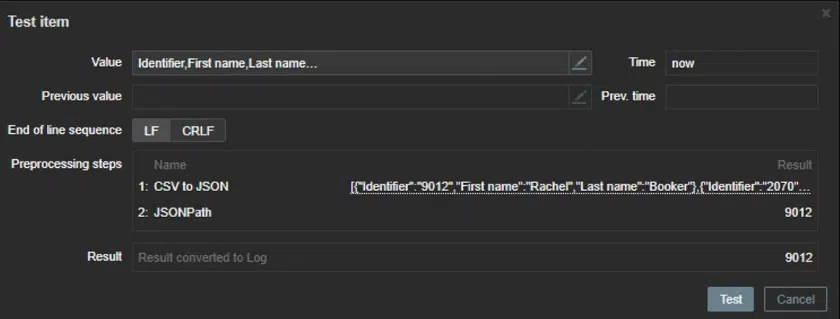 Test item
Value Identifier,First name,Last name… Time now
Previous value Prev. time
End of line sequence LF CRLF
Preprocessing steps Name Result
1: CSV to JSON [{"Identifier":"9012","First name":"Rachel","Last name":"Booker"},{"Identifier":"2070"…
2: JSONPath 9012
Result Result converted to Log 9012
Test Cancel